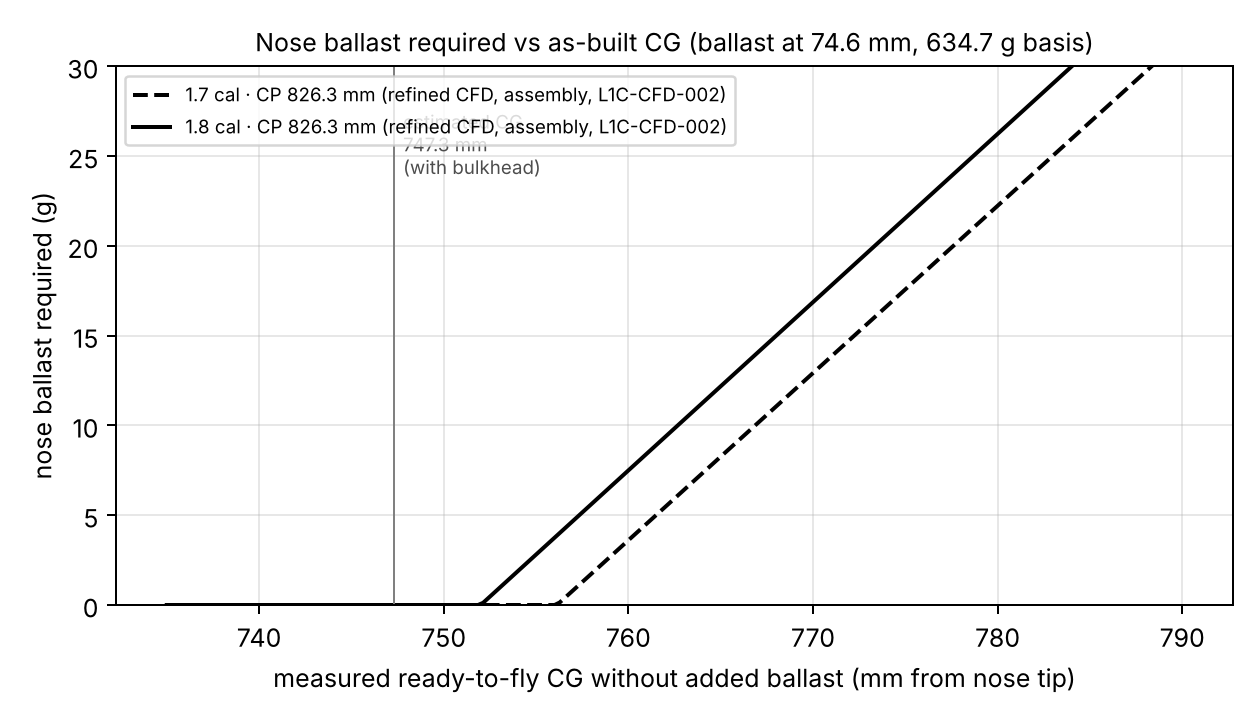 Nose ballast required vs as-built CG (ballast at 74.6 mm, 634.7 g basis)
1.7 cal · CP 826.3 mm (refined CFD, assembly, L1C-CFD-002)
1.8 cal · CP 826.3 mm (refined CFD, assembly, L1C-CFD-002)
estimated CG
747.3 mm
(with bulkhead)
nose ballast required (g)
30
25
20
15
10
5
0
740
750
760
770
780
790
measured ready-to-fly CG without added ballast (mm from nose tip)